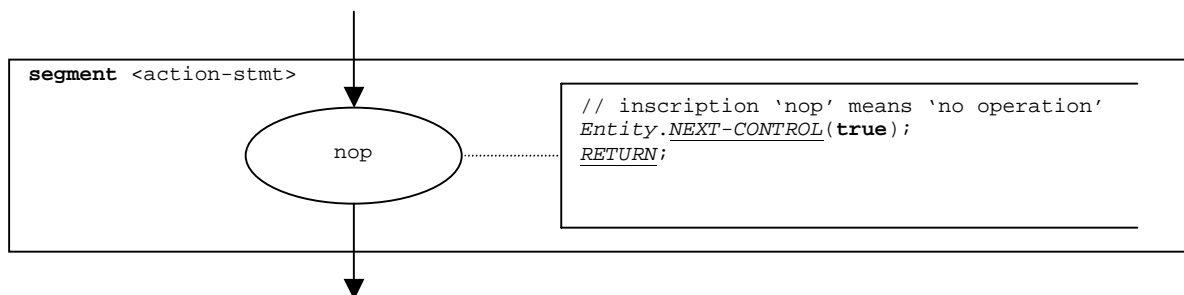 segment <action-stmt>
// inscription ‘nop’ means ‘no operation’
Entity.NEXT-CONTROL(true);
RETURN;
nop